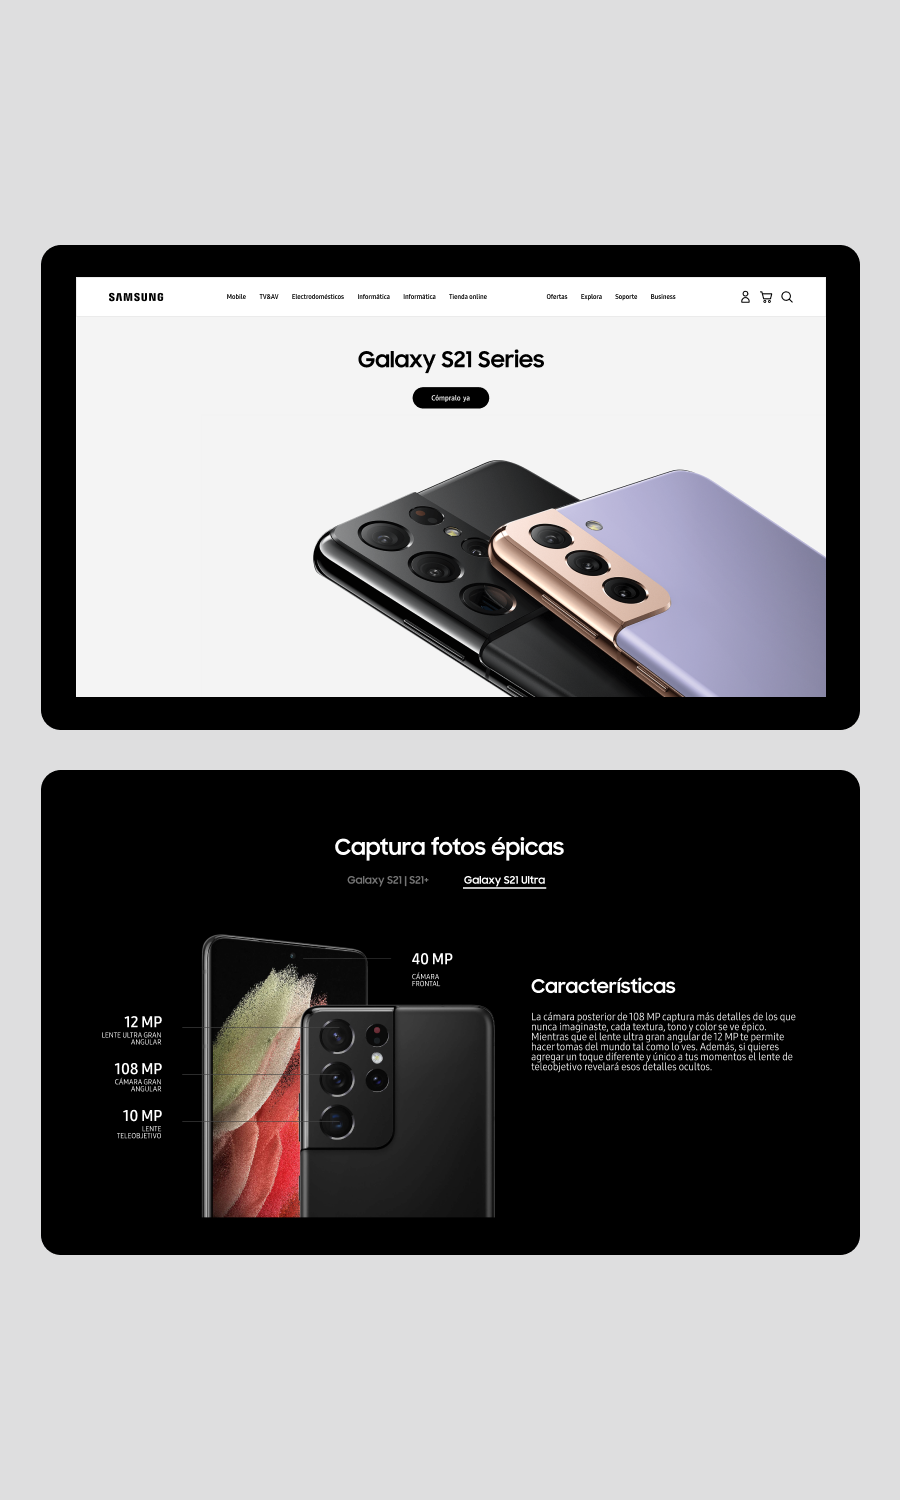 SAMSUNG Mobile TV&AV Electrodomésticos Informática Informática Tienda online Ofertas Explora Soporte Business
Galaxy S21 Series
Cómpralo ya
Captura fotos épicas
Galaxy S21 | S21+ Galaxy S21 Ultra
40 MP
CÁMARA
FRONTAL
12 MP
LENTE ULTRA GRAN
ANGULAR
108 MP
CÁMARA GRAN
ANGULAR
10 MP
LENTE
TELEOBJETIVO
Características
La cámara posterior de 108 MP captura más detalles de los que
nunca imaginaste, cada textura, tono y color se ve épico.
Mientras que el lente ultra gran angular de 12 MP te permite
hacer tomas del mundo tal como lo ves. Además, si quieres
agregar un toque diferente y único a tus momentos el lente de
teleobjetivo revelará esos detalles ocultos.